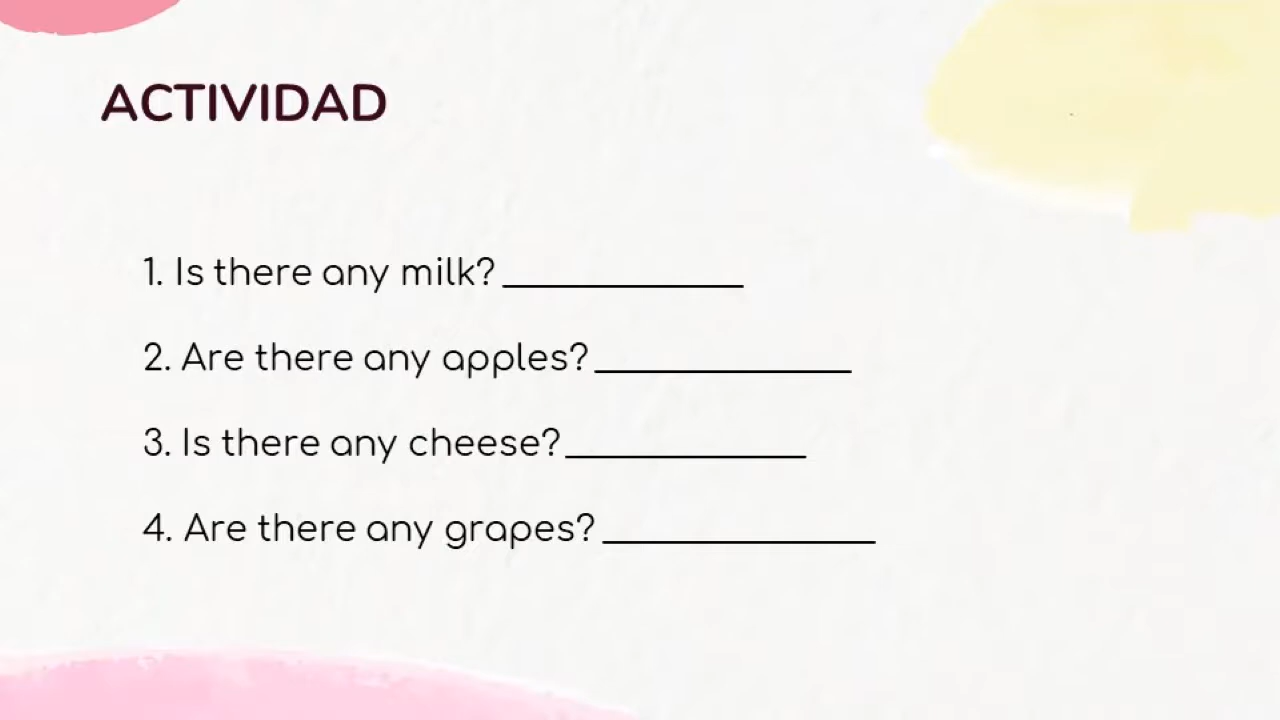 ACTIVIDAD
1. Is there any milk? ____________
2. Are there any apples? ____________
3. Is there any cheese? ____________
4. Are there any grapes? ____________